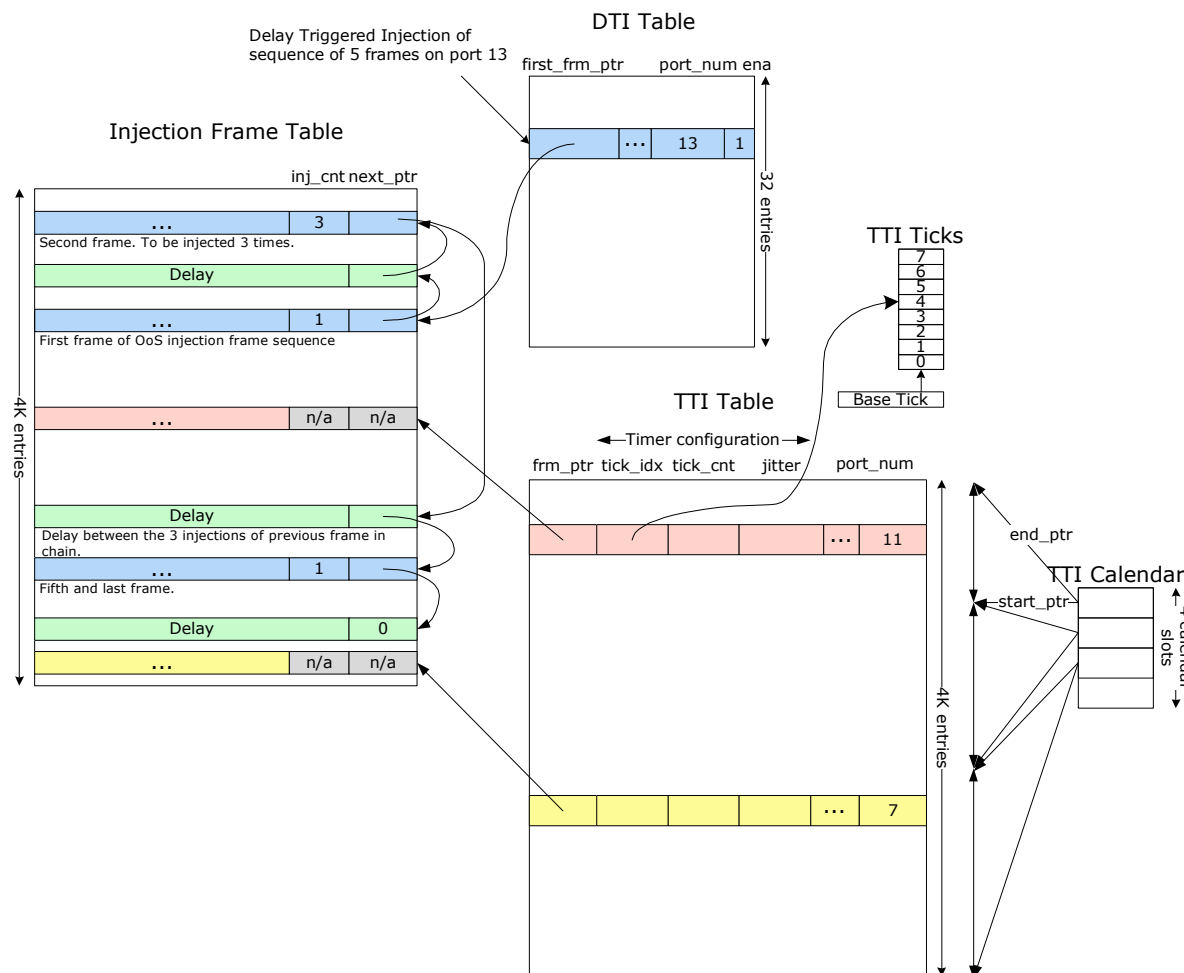 DTI Table
Delay Triggered Injection of
sequence of 5 frames on port 13
first_frm_ptr port_num ena
... 13 1
32 entries
Injection Frame Table
inj_cnt next_ptr
... 3
Second frame. To be injected 3 times.
Delay
... 1
First frame of OoS injection frame sequence
... n/a n/a
Delay
Delay between the 3 injections of previous frame in
chain.
... 1
Fifth and last frame.
Delay 0
... n/a n/a
4K entries
TTI Ticks
7
6
5
4
3
2
1
0
Base Tick
TTI Table
Timer configuration
frm_ptr tick_idx tick_cnt jitter port_num
... 11
... 7
4K entries
end_ptr
TTI Calendar
start_ptr
4 calendar
slots